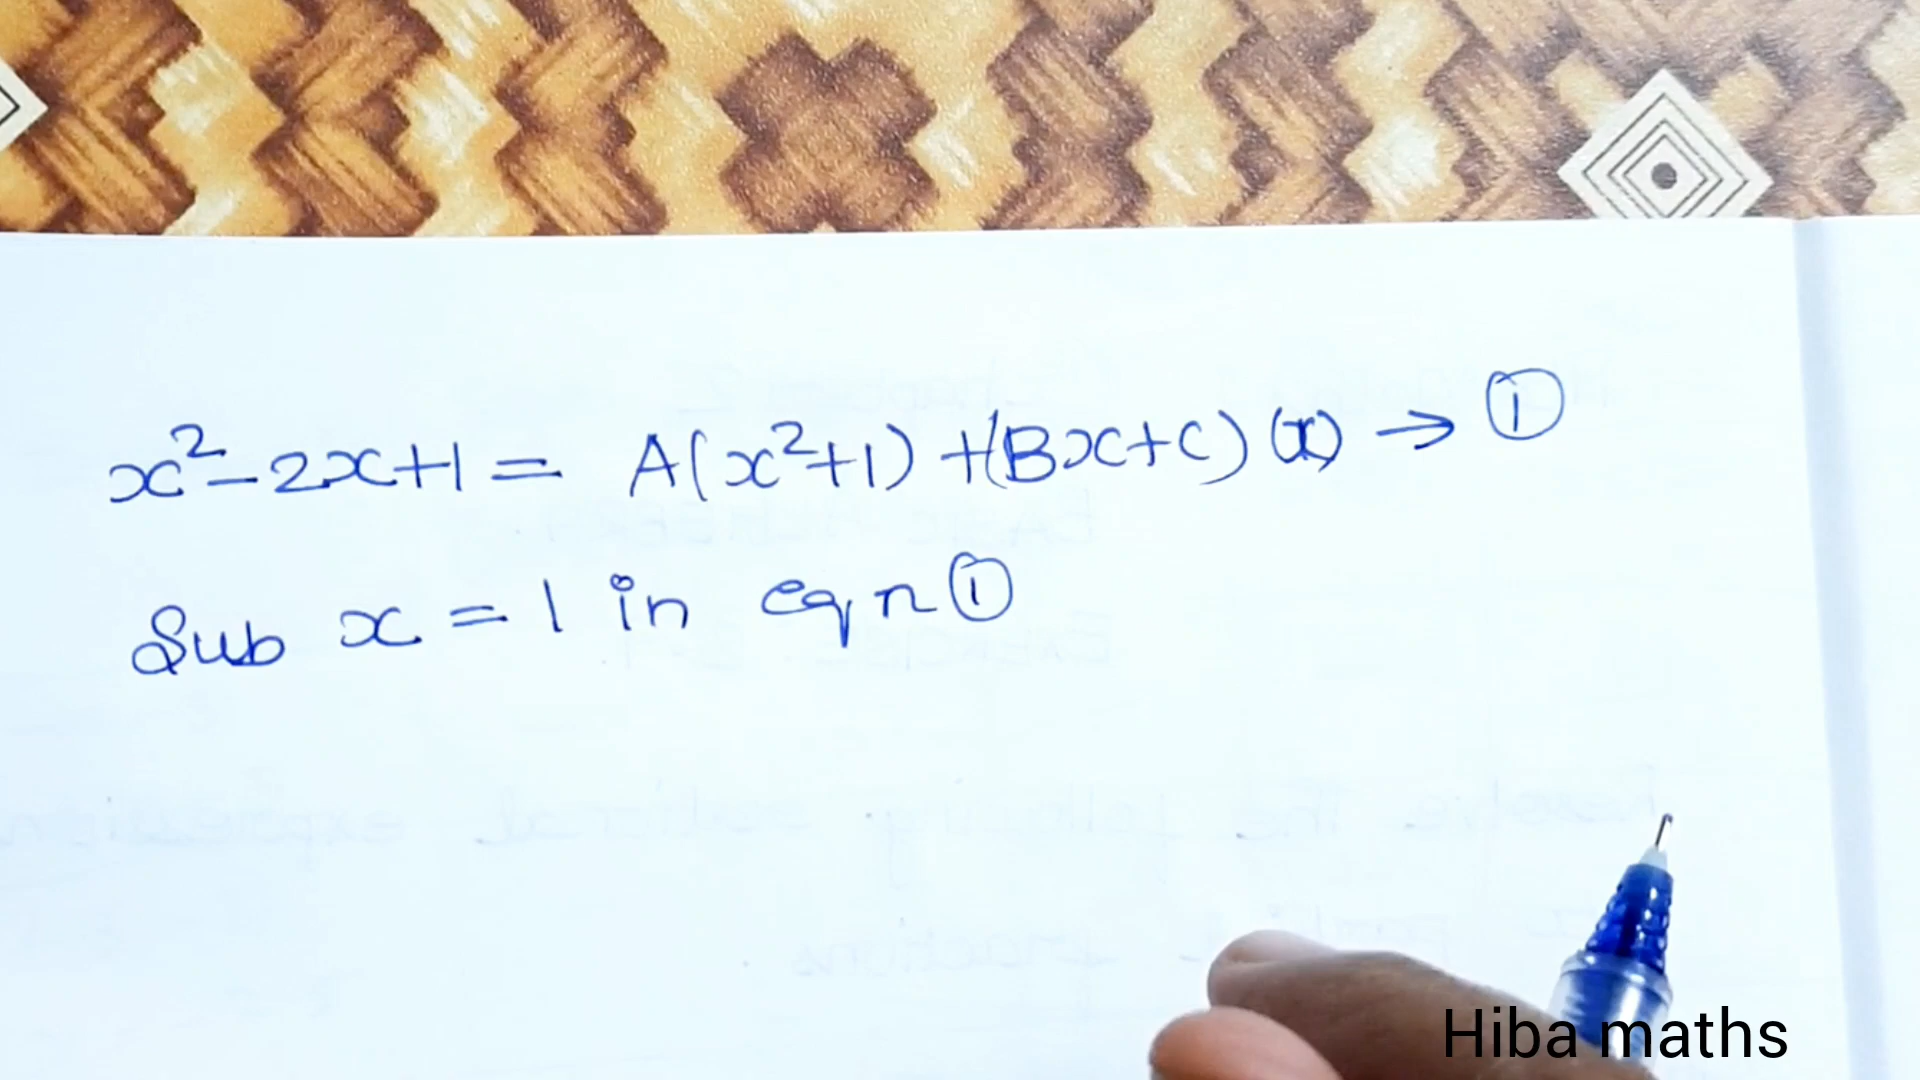 x² - 2x + 1 = A(x² + 1) + (Bx + C) (x) → ①
Sub x = 1 in eqn ①
Hiba maths